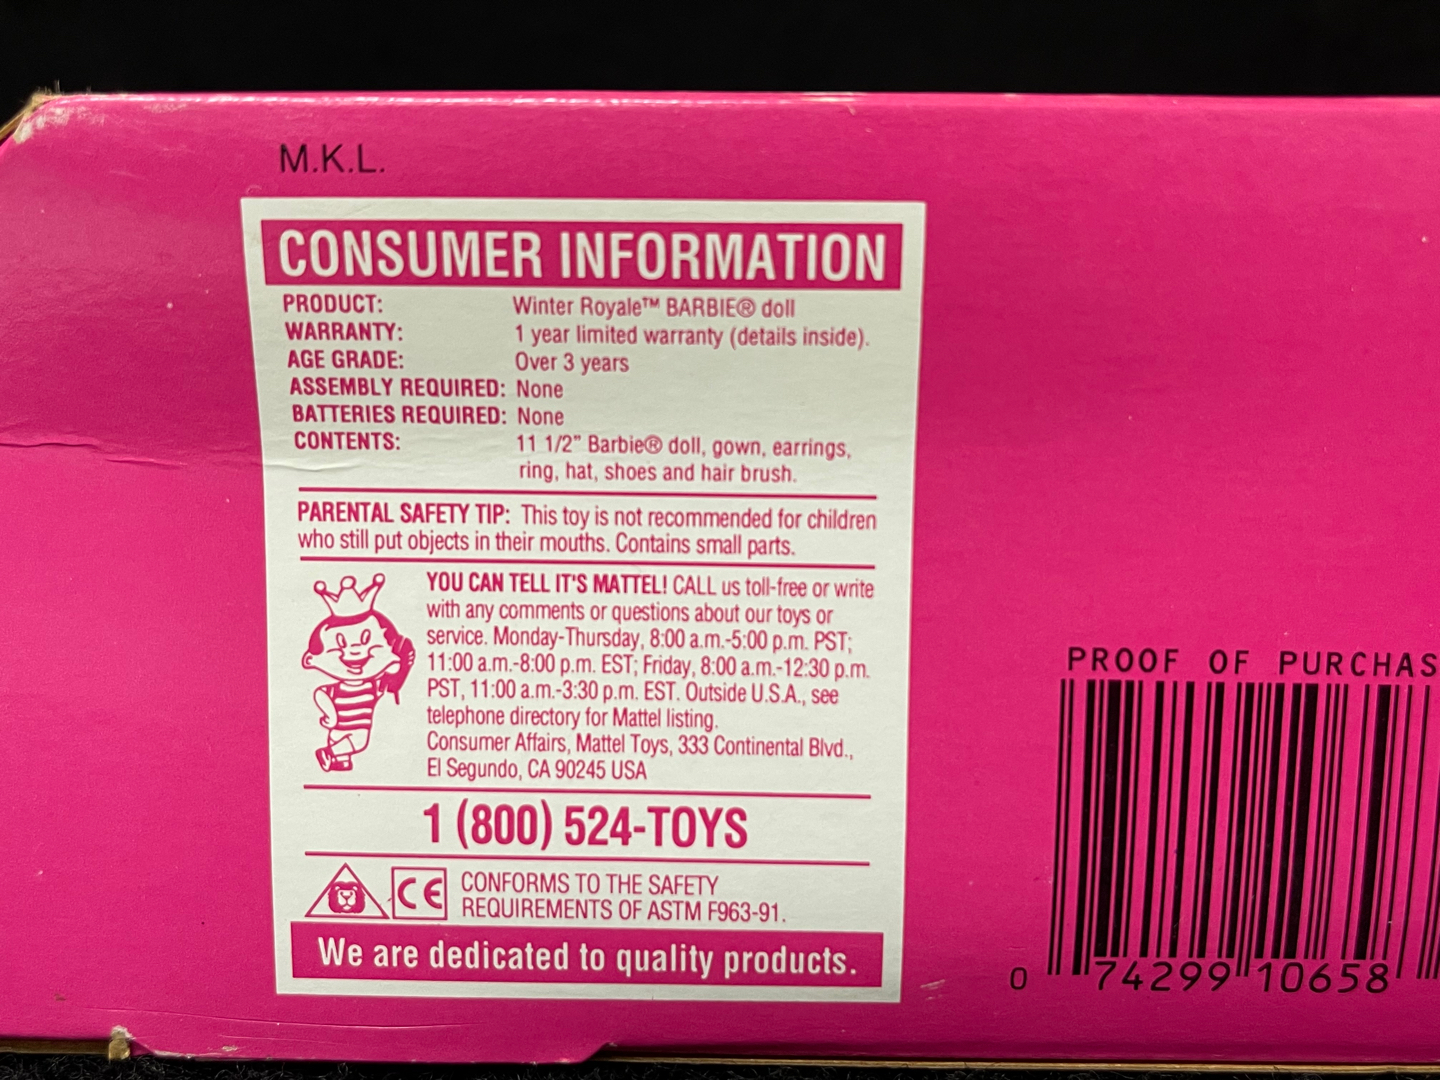 M.K.L.
CONSUMER INFORMATION
PRODUCT: Winter Royale™ BARBIE® doll
WARRANTY: 1 year limited warranty (details inside).
AGE GRADE: Over 3 years
ASSEMBLY REQUIRED: None
BATTERIES REQUIRED: None
CONTENTS: 11 1/2" Barbie® doll, gown, earrings,
ring, hat, shoes and hair brush.
PARENTAL SAFETY TIP: This toy is not recommended for children
who still put objects in their mouths. Contains small parts.
YOU CAN TELL IT'S MATTEL! CALL us toll-free or write
with any comments or questions about our toys or
service. Monday-Thursday, 8:00 a.m.-5:00 p.m. PST;
11:00 a.m.-8:00 p.m. EST; Friday, 8:00 a.m.-12:30 p.m.
PST, 11:00 a.m.-3:30 p.m. EST. Outside U.S.A., see
telephone directory for Mattel listing.
Consumer Affairs, Mattel Toys, 333 Continental Blvd.,
El Segundo, CA 90245 USA
1 (800) 524-TOYS
CE CONFORMS TO THE SAFETY
REQUIREMENTS OF ASTM F963-91.
We are dedicated to quality products.
PROOF OF PURCHAS
0 74299 10658